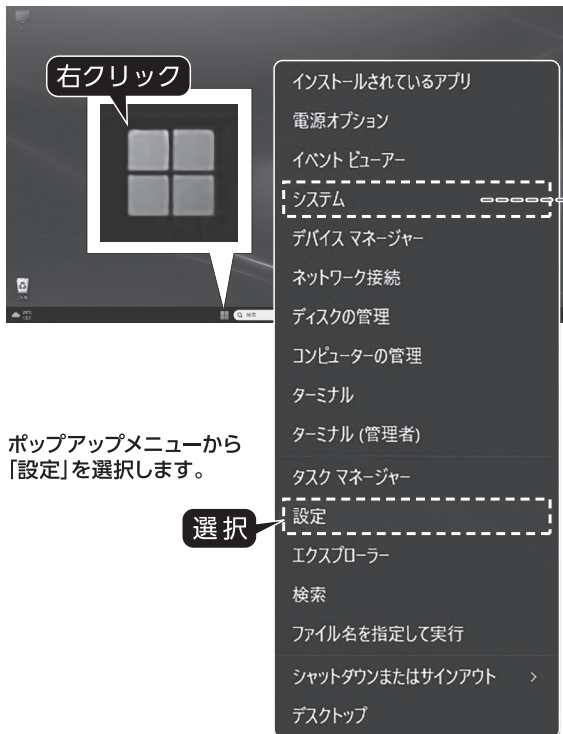 右クリック
検索
インストールされているアプリ
電源オプション
イベント ビューアー
システム
デバイス マネージャー
ネットワーク接続
ディスクの管理
コンピューターの管理
ターミナル
ターミナル (管理者)
タスク マネージャー
設定
エクスプローラー
検索
ファイル名を指定して実行
シャットダウンまたはサインアウト
デスクトップ
ポップアップメニューから
「設定」を選択します。
選択